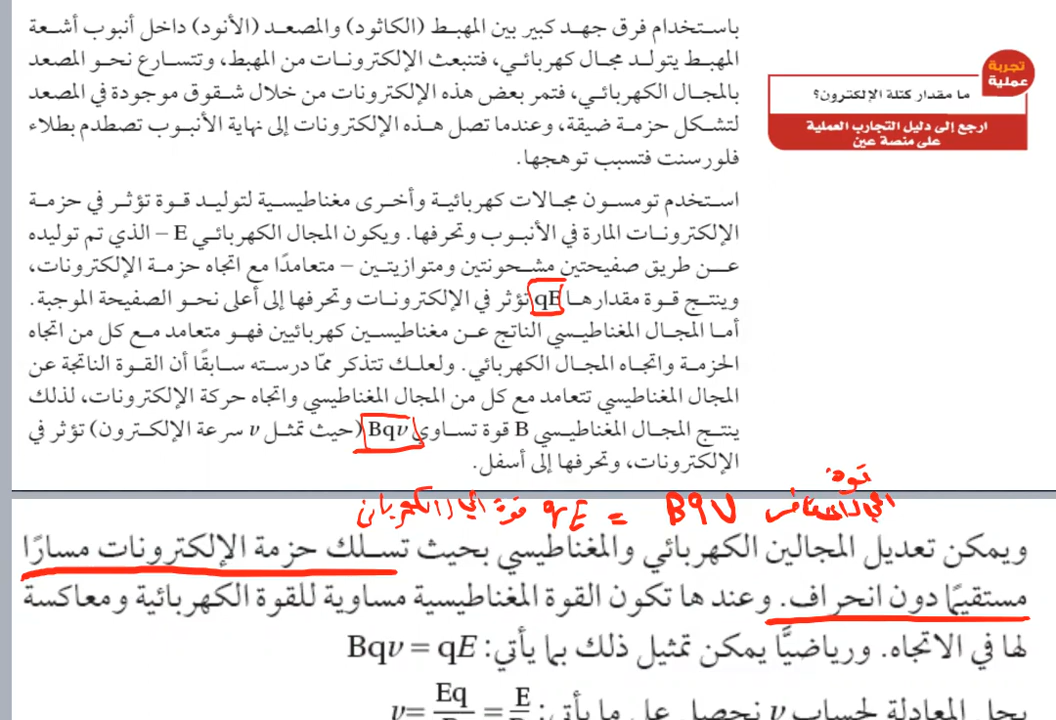 باستخدام فرق جهد كبير بين المهبط (الكاثود) والمصعد (الأنود) داخل أنبوب أشعة
المهبط يتولد مجال كهربائي، فتنبعث الإلكترونات من المهبط، وتتسارع نحو المصعد
بالمجال الكهربائي، فتمر بعض هذه الإلكترونات من خلال شقوق موجودة في المصعد
لتشكل حزمة ضيقة، وعندما تصل هذه الإلكترونات إلى نهاية الأنبوب تصطدم بطلاء
فلورسنت فتسبب توهجها.
تجربة
عملية
ما مقدار كتلة الإلكترون؟
ارجع إلى دليل التجارب العملية
على منصة عين
استخدم تومسون مجالات كهربائية وأخرى مغناطيسية لتوليد قوة تؤثر في حزمة
الإلكترونات المارة في الأنبوب وتحرفها. ويكون المجال الكهربائي E – الذي تم توليده
عن طريق صفيحتين مشحونتين ومتوازيتين – متعامدًا مع اتجاه حزمة الإلكترونات،
وينتج قوة مقدارها qE تؤثر في الإلكترونات وتحرفها إلى أعلى نحو الصفيحة الموجبة.
أما المجال المغناطيسي الناتج عن مغناطيسين كهربائيين فهو متعامد مع كل من اتجاه
الحزمة واتجاه المجال الكهربائي. ولعلك تتذكر ممّا درسته سابقًا أن القوة الناتجة عن
المجال المغناطيسي تتعامد مع كل من المجال المغناطيسي واتجاه حركة الإلكترونات، لذلك
ينتج المجال المغناطيسي B قوة تساوي Bqv (حيث تمثل v سرعة الإلكترون) تؤثر في
الإلكترونات، وتحرفها إلى أسفل.
قوة
قوة المجال الكهربائي qE = BqV
ويمكن تعديل المجالين الكهربائي والمغناطيسي بحيث تسلك حزمة الإلكترونات مسارًا
مستقيمًا دون انحراف. وعندها تكون القوة المغناطيسية مساوية للقوة الكهربائية ومعاكسة
لها في الاتجاه. ورياضيًّا يمكن تمثيل ذلك بما يأتي: Bqv = qE
بحل المعادلة لحساب v نحصل على ما يأتي: v= Eq = E